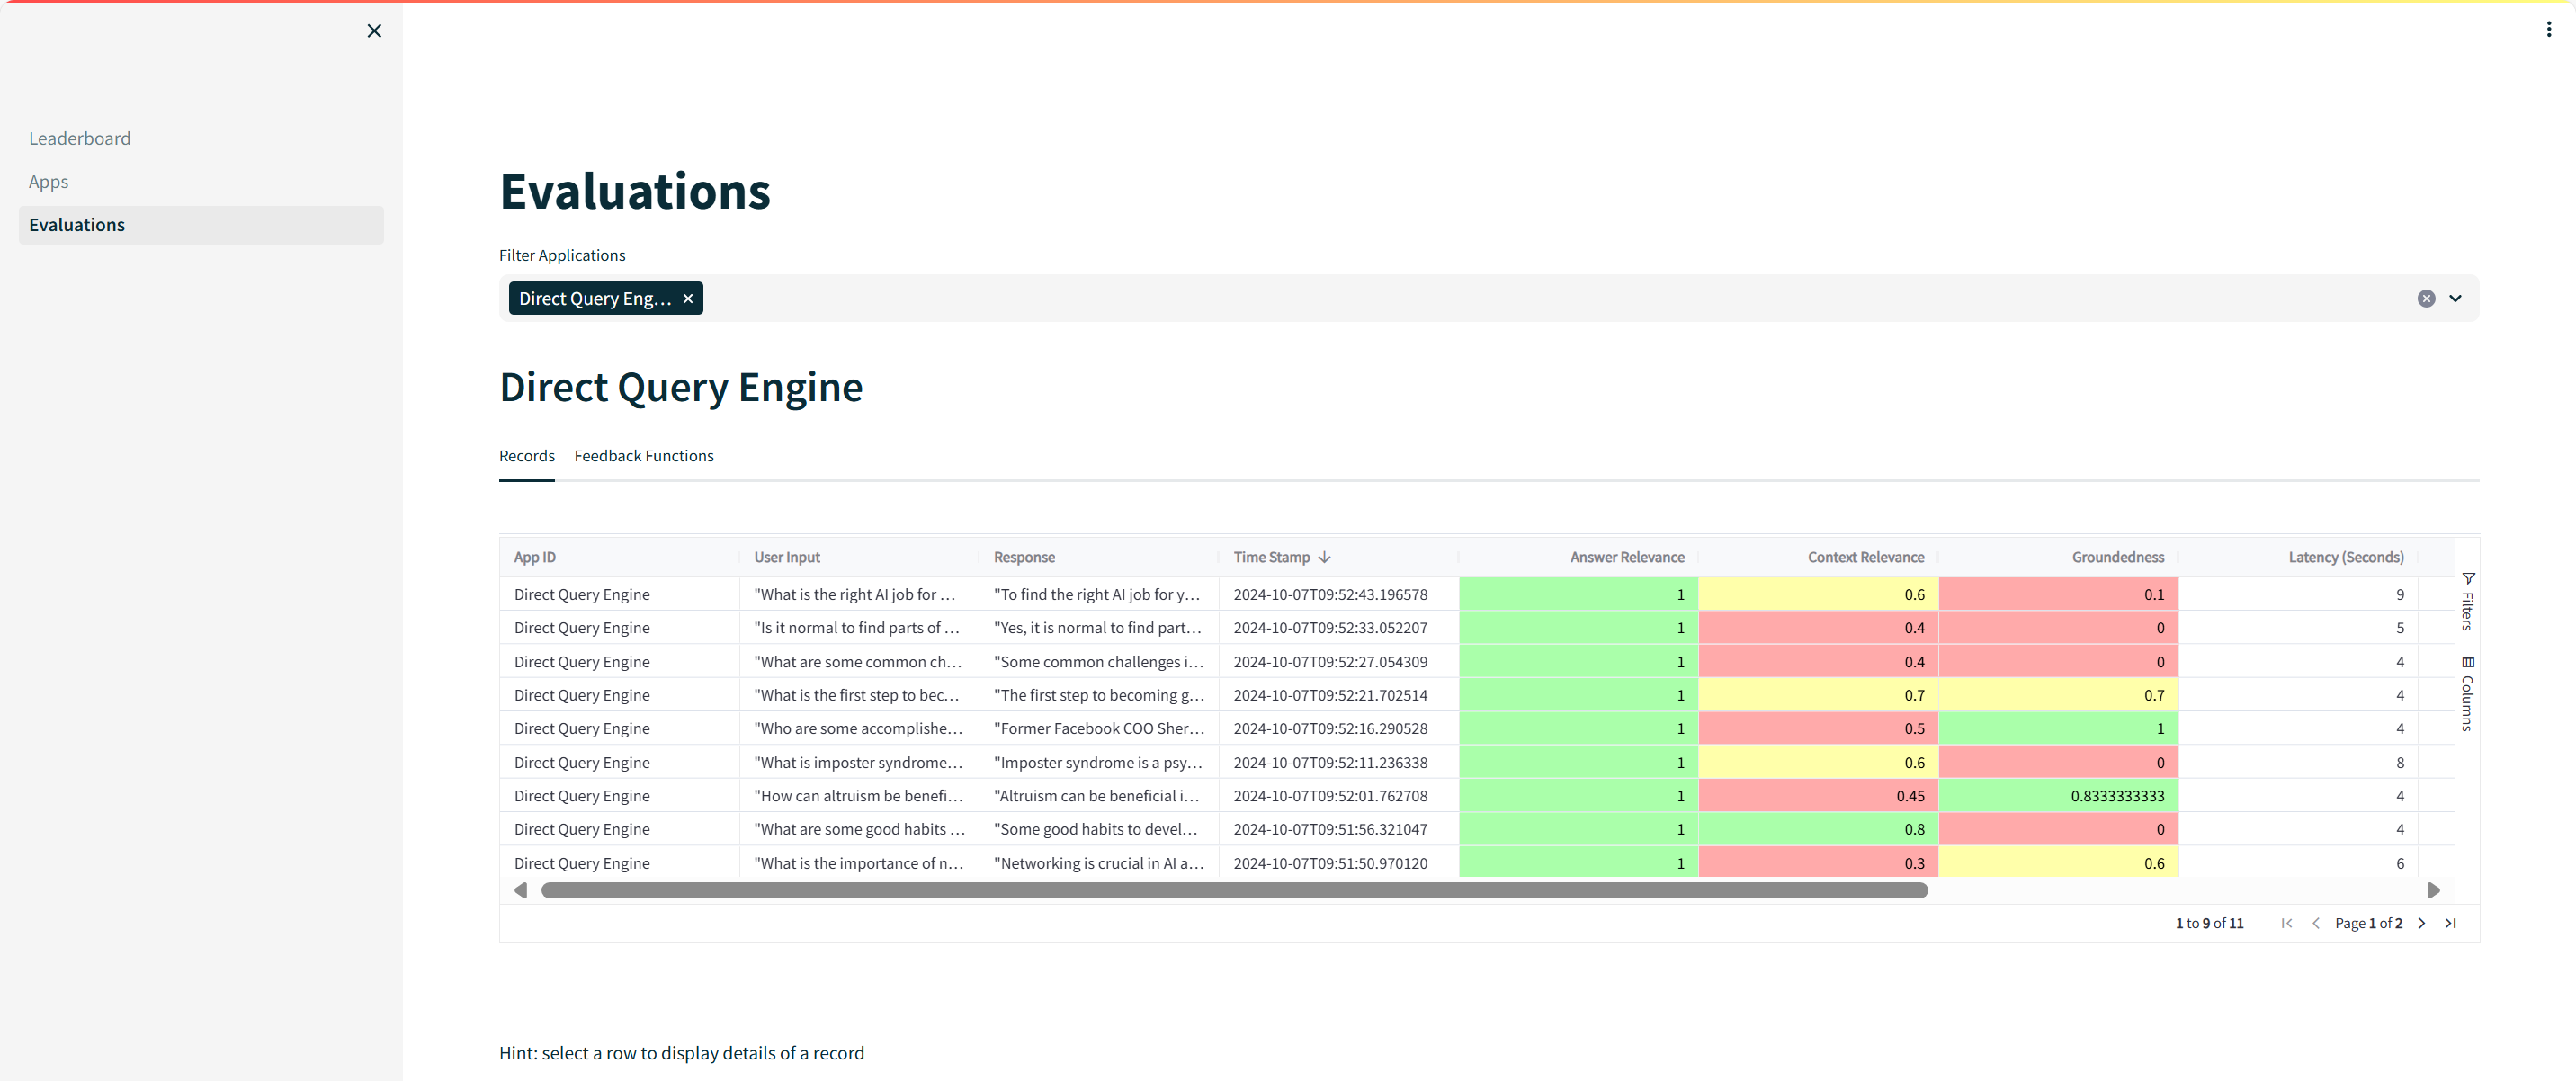 Leaderboard
Apps
Evaluations
Evaluations
Filter Applications
Direct Query Eng...
Direct Query Engine
Records Feedback Functions
App ID User Input Response Time Stamp Answer Relevance Context Relevance Groundedness Latency (Seconds)
Direct Query Engine "What is the right AI job for ... "To find the right AI job for y... 2024-10-07T09:52:43.196578 1 0.6 0.1 9
Direct Query Engine "Is it normal to find parts of ... "Yes, it is normal to find part... 2024-10-07T09:52:33.052207 1 0.4 0 5
Direct Query Engine "What are some common ch... "Some common challenges i... 2024-10-07T09:52:27.054309 1 0.4 0 4
Direct Query Engine "What is the first step to bec... "The first step to becoming g... 2024-10-07T09:52:21.702514 1 0.7 0.7 4
Direct Query Engine "Who are some accomplishe... "Former Facebook COO Sher... 2024-10-07T09:52:16.290528 1 0.5 1 4
Direct Query Engine "What is imposter syndrome... "Imposter syndrome is a psy... 2024-10-07T09:52:11.236338 1 0.6 0 8
Direct Query Engine "How can altruism be benefi... "Altruism can be beneficial i... 2024-10-07T09:52:01.762708 1 0.45 0.8333333333 4
Direct Query Engine "What are some good habits ... "Some good habits to devel... 2024-10-07T09:51:56.321047 1 0.8 0 4
Direct Query Engine "What is the importance of n... "Networking is crucial in AI a... 2024-10-07T09:51:50.970120 1 0.3 0.6 6
Filters
Columns
1 to 9 of 11 Page 1 of 2
Hint: select a row to display details of a record